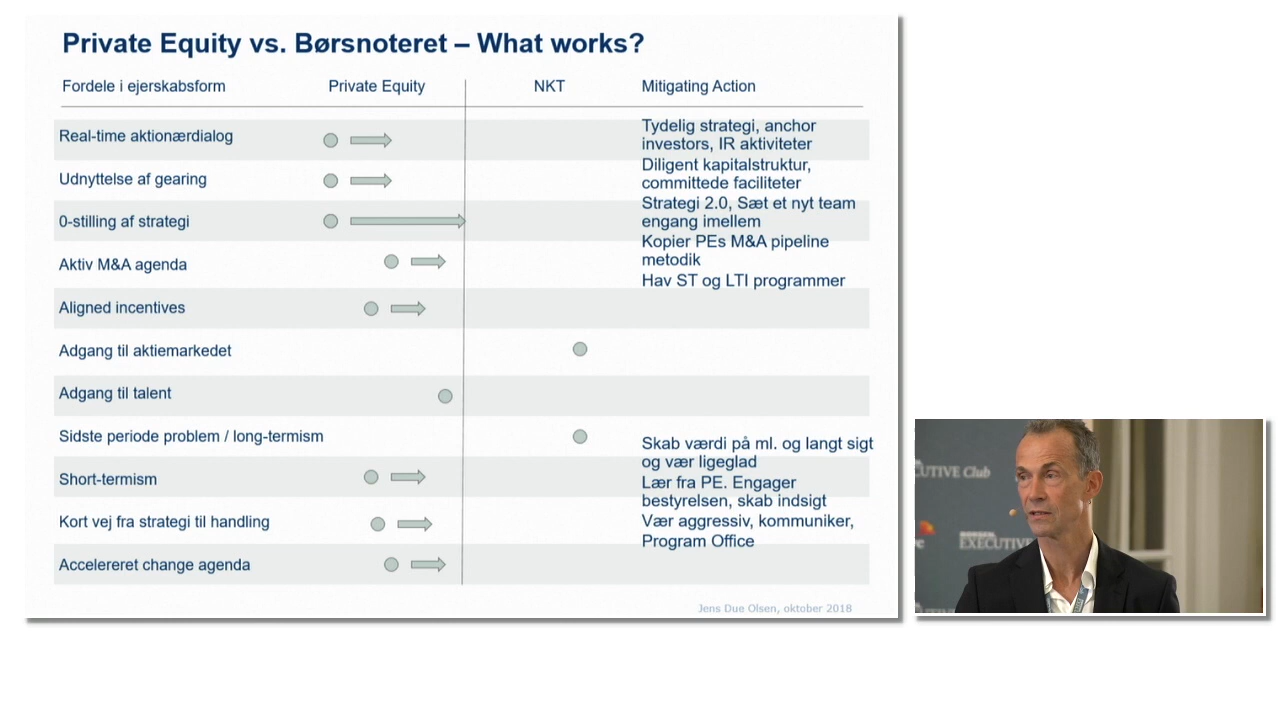 Private Equity vs. Børsnoteret – What works?
Fordele i ejerskabsform
Private Equity
NKT
Mitigating Action
Real-time aktionærdialog
Tydelig strategi, anchor
investors, IR aktiviteter
Udnyttelse af gearing
Diligent kapitalstruktur,
committede faciliteter
0-stilling af strategi
Strategi 2.0, Sæt et nyt team
engang imellem
Aktiv M&A agenda
Kopier PEs M&A pipeline
metodik
Hav ST og LTI programmer
Aligned incentives
Adgang til aktiemarkedet
Adgang til talent
Sidste periode problem / long-termism
Skab værdi på ml. og langt sigt
og vær ligeglad
Short-termism
Lær fra PE. Engager
bestyrelsen, skab indsigt
Kort vej fra strategi til handling
Vær aggressiv, kommuniker,
Program Office
Accelereret change agenda
Jens Due Olsen, oktober 2018
Club
EXECUTIVE